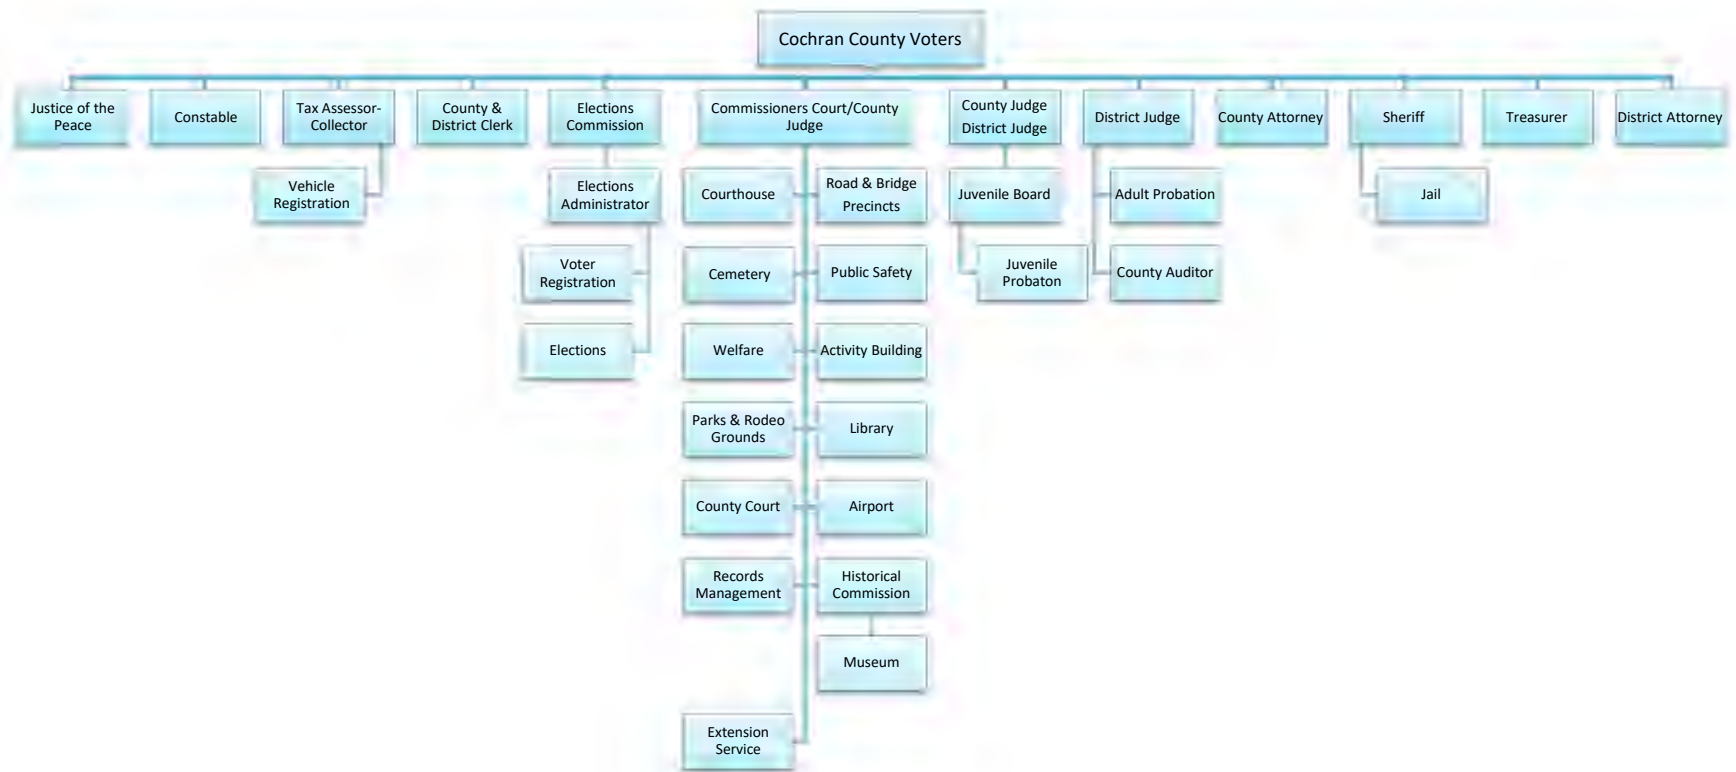 Cochran County Voters
Justice of the
Peace
Constable
Tax Assessor-
Collector
County &
District Clerk
Elections
Commission
Commissioners Court/County
Judge
County Judge
District Judge
District Judge
County Attorney
Sheriff
Treasurer
District Attorney
Vehicle
Registration
Elections
Administrator
Courthouse
Road & Bridge
Precincts
Juvenile Board
Adult Probation
Jail
Voter
Registration
Cemetery
Public Safety
Juvenile
Probaton
County Auditor
Elections
Welfare
Activity Building
Parks & Rodeo
Grounds
Library
County Court
Airport
Records
Management
Historical
Commission
Museum
Extension
Service